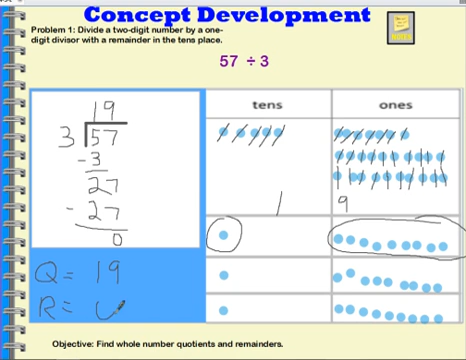 Concept Development
Problem 1: Divide a two-digit number by a one-
digit divisor with a remainder in the tens place.
NOTES
57 ÷ 3
tens ones
19
3 57
-3
27
-27
0
1 9
Q = 19
R =
Objective: Find whole number quotients and remainders.